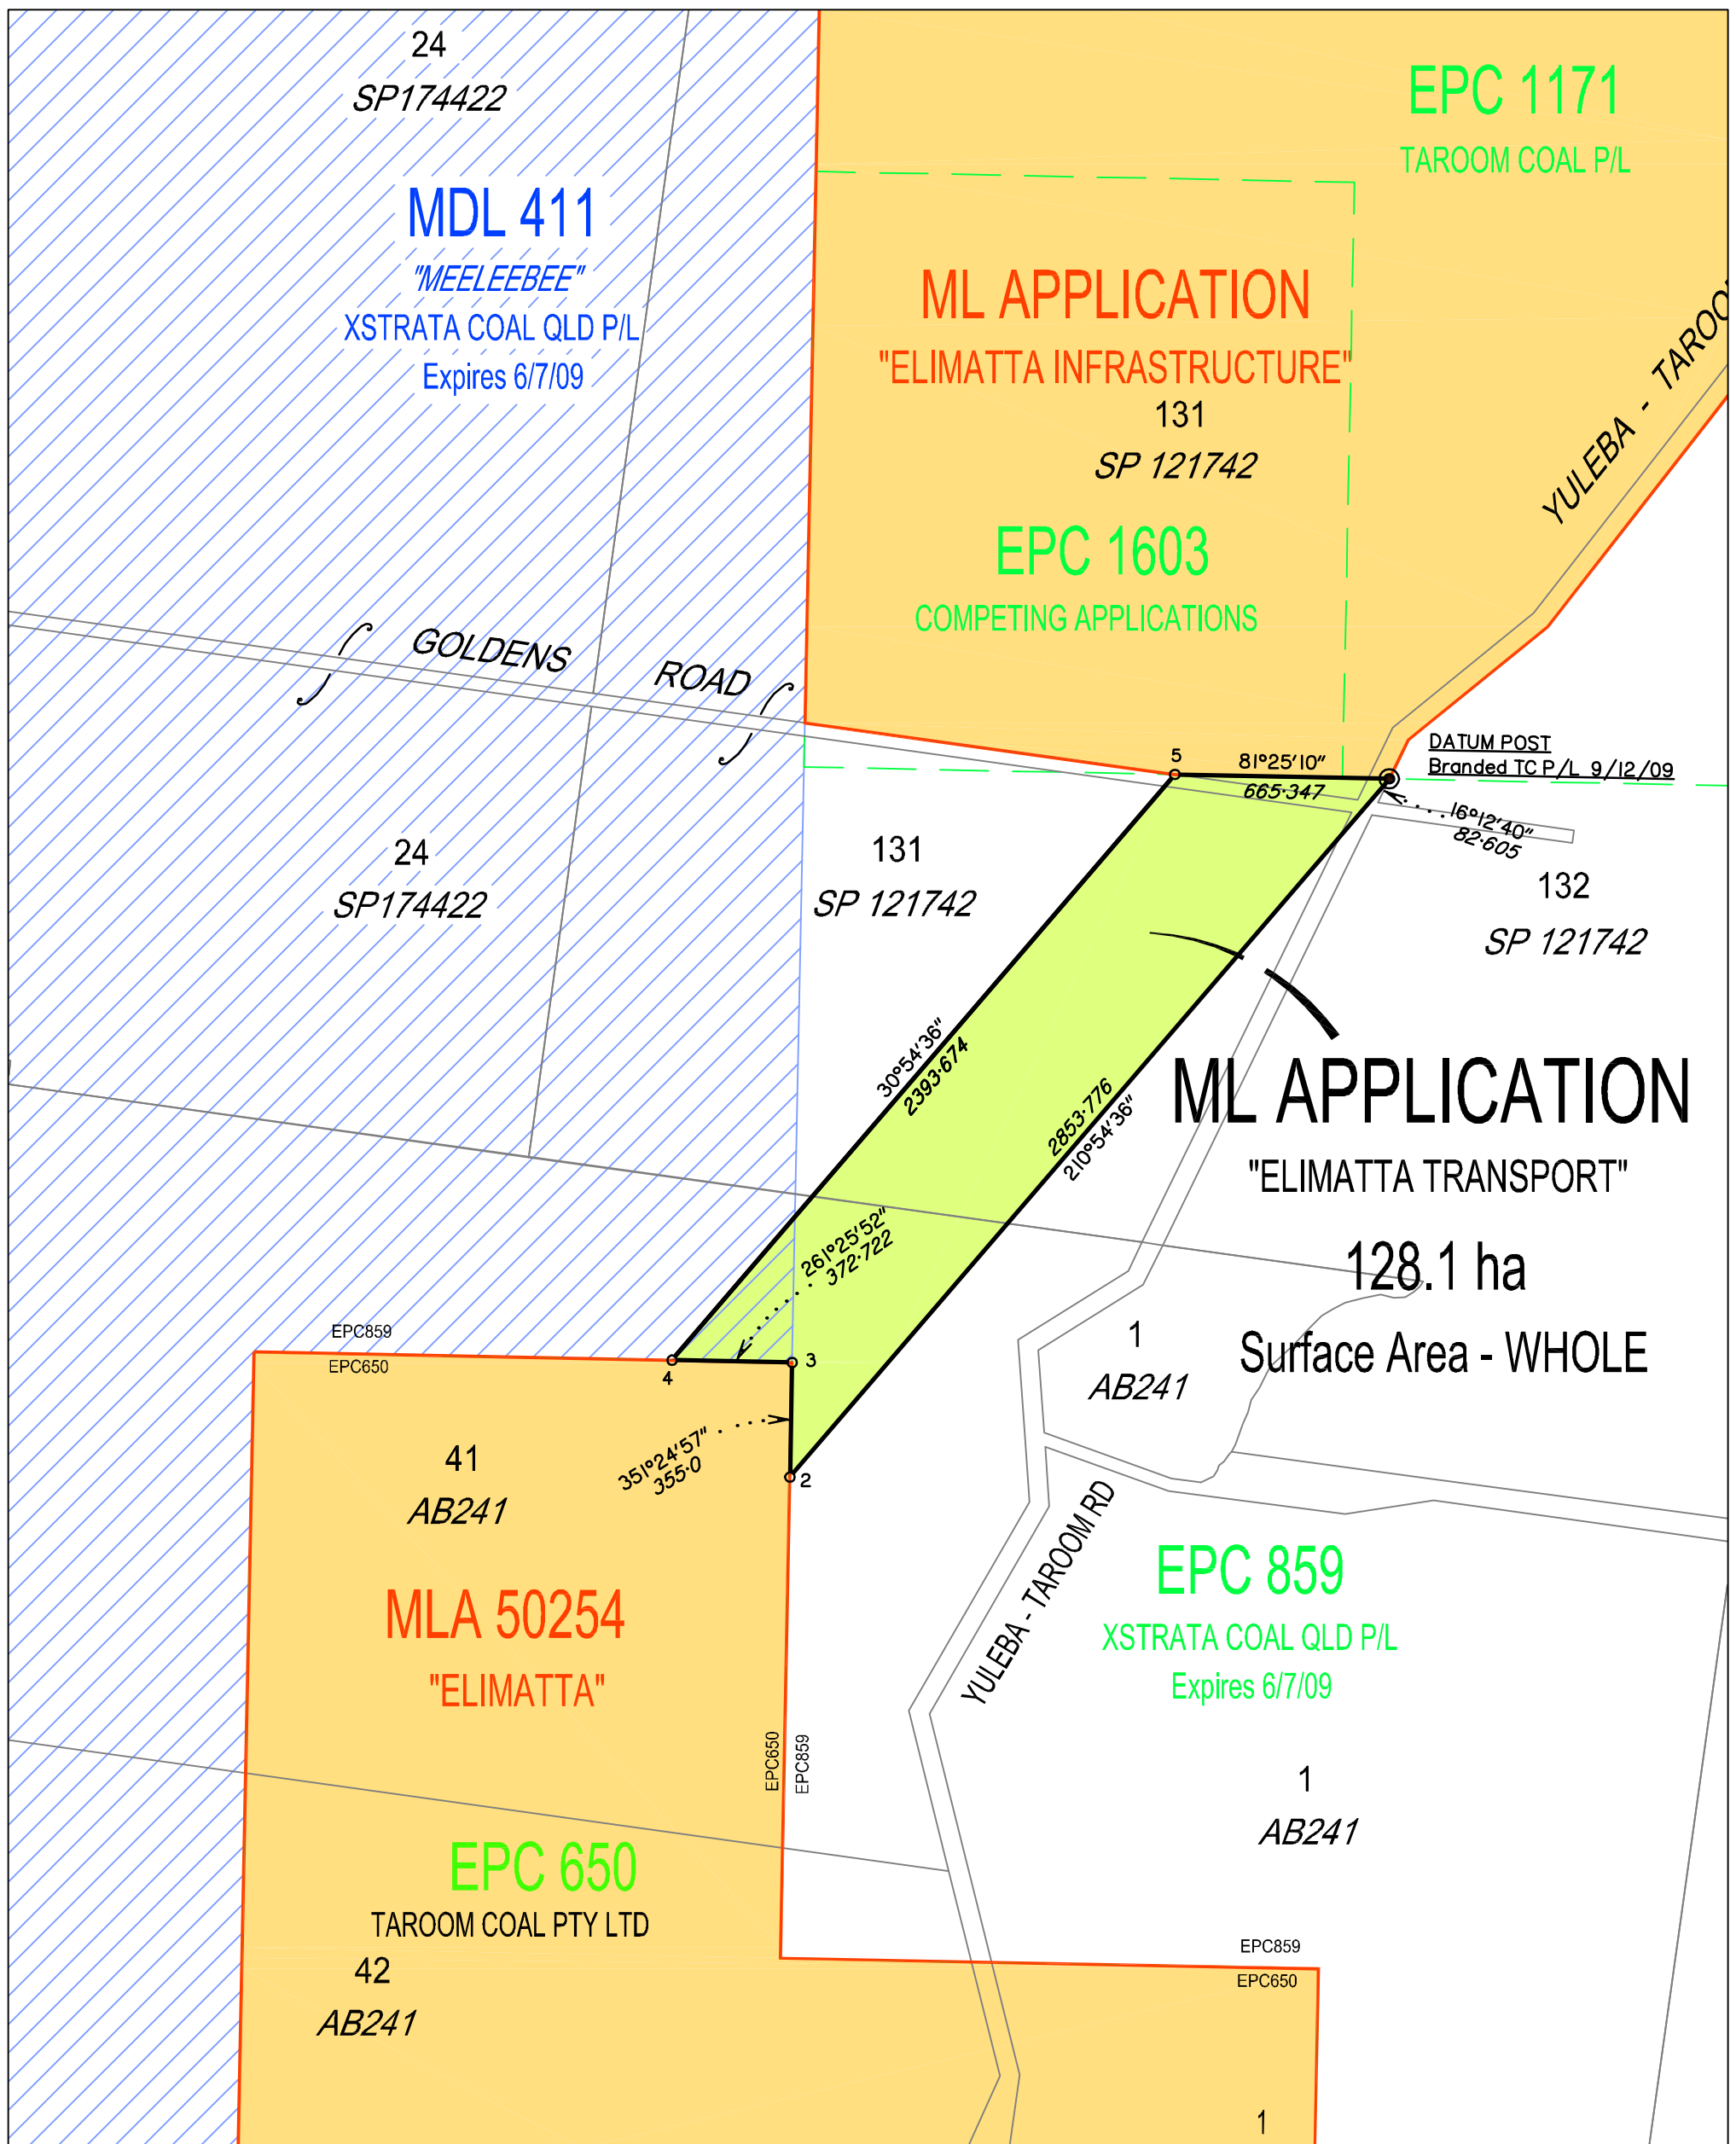 24
SP174422
MDL 411
"MEELEEBEE"
XSTRATA COAL QLD P/L
Expires 6/7/09
EPC 1171
TAROOM COAL P/L
ML APPLICATION
"ELIMATTA INFRASTRUCTURE"
131
SP 121742
EPC 1603
COMPETING APPLICATIONS
YULEBA - TAROO
GOLDENS ROAD
DATUM POST
Branded TC P/L 9/12/09
5
81°25'10"
665·347
16°12'40"
82·605
24
SP174422
131
SP 121742
132
SP 121742
30°54'36"
2393·674
2853·776
210°54'36"
ML APPLICATION
"ELIMATTA TRANSPORT"
128.1 ha
Surface Area - WHOLE
261°25'52"
372·722
EPC859
EPC650
4
3
1
AB241
351°24'57"
355·0
2
41
AB241
MLA 50254
"ELIMATTA"
YULEBA - TAROOM RD
EPC 859
XSTRATA COAL QLD P/L
Expires 6/7/09
EPC650
EPC859
1
AB241
EPC 650
TAROOM COAL PTY LTD
42
AB241
EPC859
EPC650
1